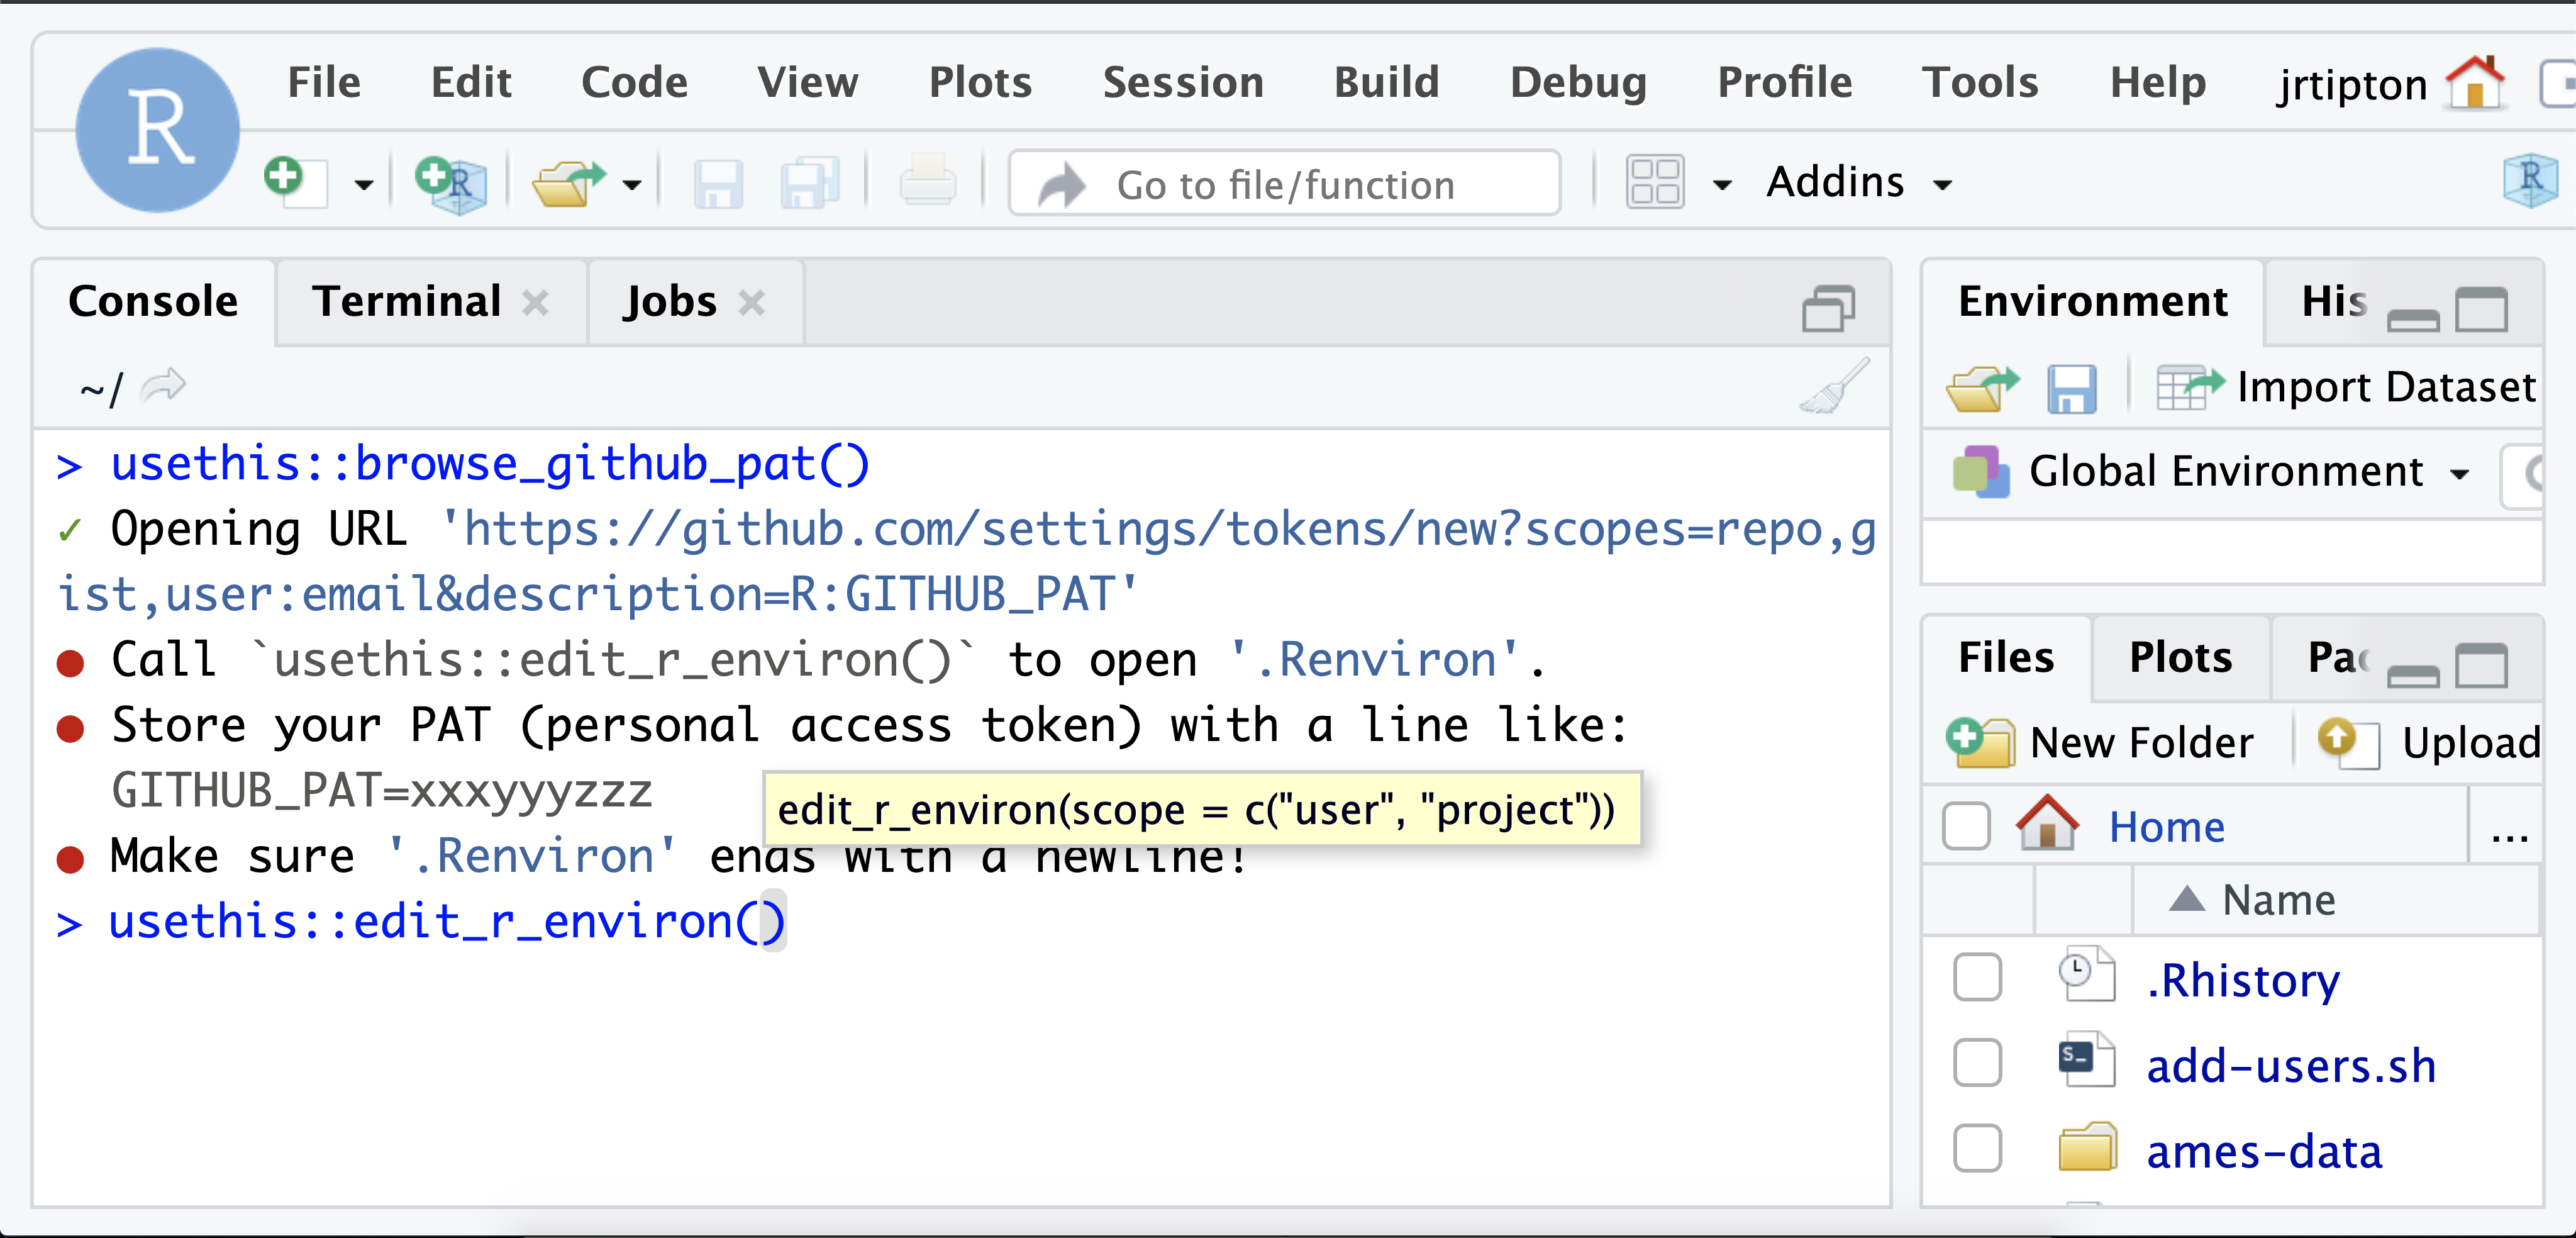 R
File Edit Code View Plots Session Build Debug Profile Tools Help jrtipton
R Go to file/function Addins R
Console Terminal Jobs
~/
> usethis::browse_github_pat()
✓ Opening URL 'https://github.com/settings/tokens/new?scopes=repo,g
ist,user:email&description=R:GITHUB_PAT'
● Call `usethis::edit_r_environ()` to open '.Renviron'.
● Store your PAT (personal access token) with a line like:
GITHUB_PAT=xxxyyyzzz
edit_r_environ(scope = c("user", "project"))
● Make sure '.Renviron' ends with a newline!
> usethis::edit_r_environ()
Environment His
Import Dataset
Global Environment
Files Plots Pac
New Folder Upload
Home ...
Name
.Rhistory
add-users.sh
ames-data